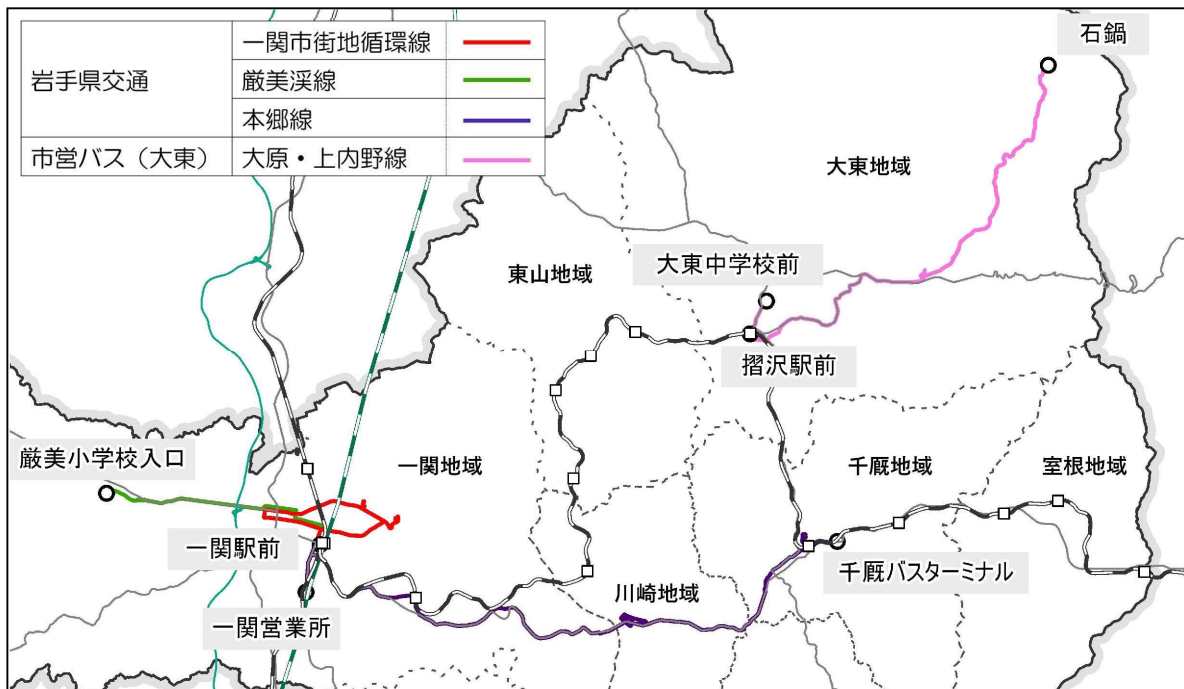 岩手県交通
一関市街地循環線
厳美渓線
本郷線
市営バス（大東）
大原・上内野線
石鍋
大東地域
大東中学校前
東山地域
摺沢駅前
厳美小学校入口
一関地域
千厩地域
室根地域
一関駅前
千厩バスターミナル
川崎地域
一関営業所